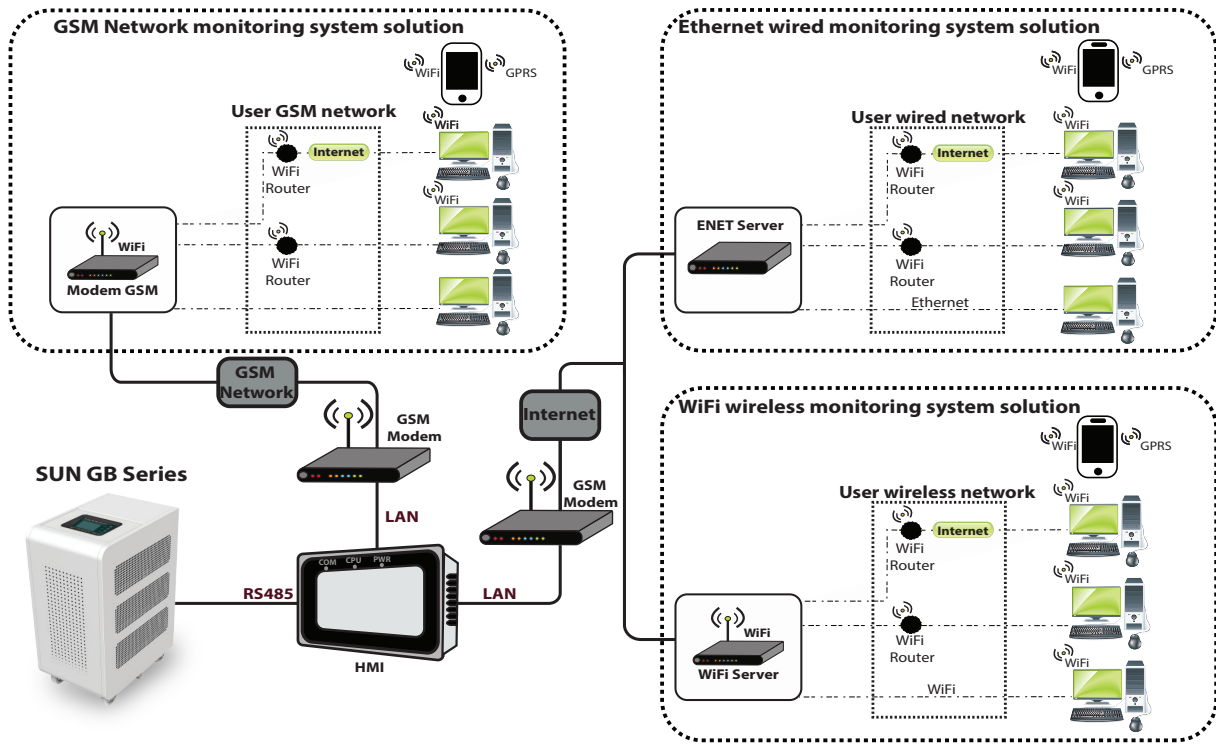 GSM Network monitoring system solution
WiFi
GPRS
User GSM network
WiFi
Internet
WiFi
Router
WiFi
WiFi
Modem GSM
WiFi
Router
GSM
Network
GSM
Modem
LAN
SUN GB Series
RS485
COM CPU PWR
HMI
LAN
GSM
Modem
Internet
Ethernet wired monitoring system solution
WiFi
GPRS
User wired network
WiFi
Internet
WiFi
Router
WiFi
ENET Server
WiFi
Router
Ethernet
WiFi wireless monitoring system solution
WiFi
GPRS
User wireless network
WiFi
Internet
WiFi
Router
WiFi
WiFi
WiFi Server
WiFi
Router
WiFi
WiFi